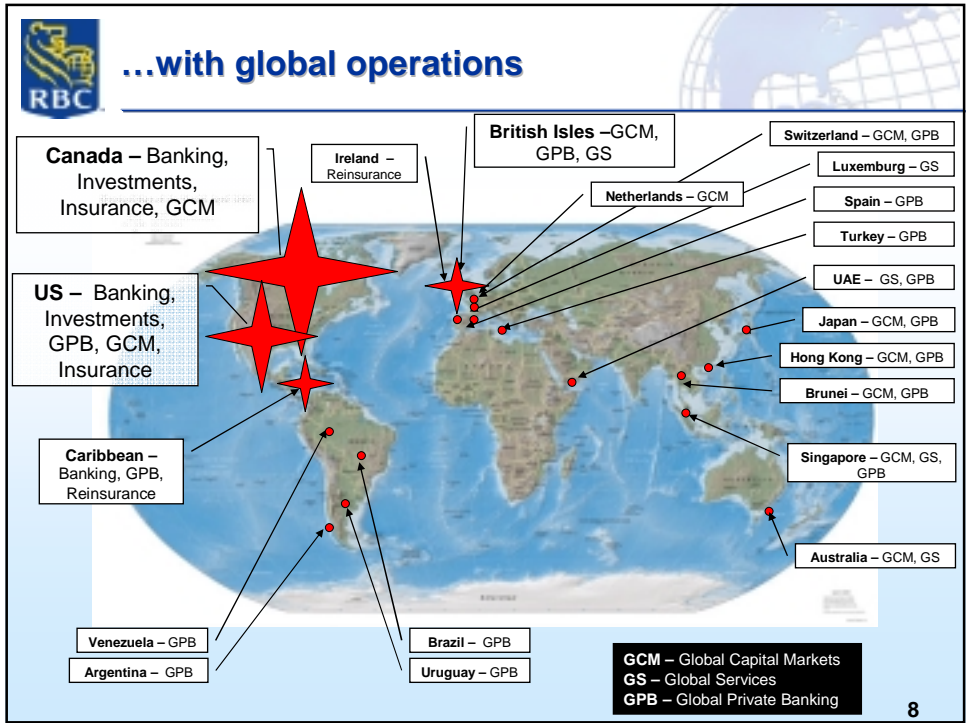 RBC
…with global operations
Canada – Banking,
Investments,
Insurance, GCM
Ireland –
Reinsurance
British Isles –GCM,
GPB, GS
Netherlands – GCM
Switzerland – GCM, GPB
Luxemburg – GS
Spain – GPB
Turkey – GPB
UAE – GS, GPB
Japan – GCM, GPB
Hong Kong – GCM, GPB
Brunei – GCM, GPB
Singapore – GCM, GS,
GPB
Australia – GCM, GS
US – Banking,
Investments,
GPB, GCM,
Insurance
Caribbean –
Banking, GPB,
Reinsurance
Venezuela – GPB
Argentina – GPB
Brazil – GPB
Uruguay – GPB
GCM – Global Capital Markets
GS – Global Services
GPB – Global Private Banking
8